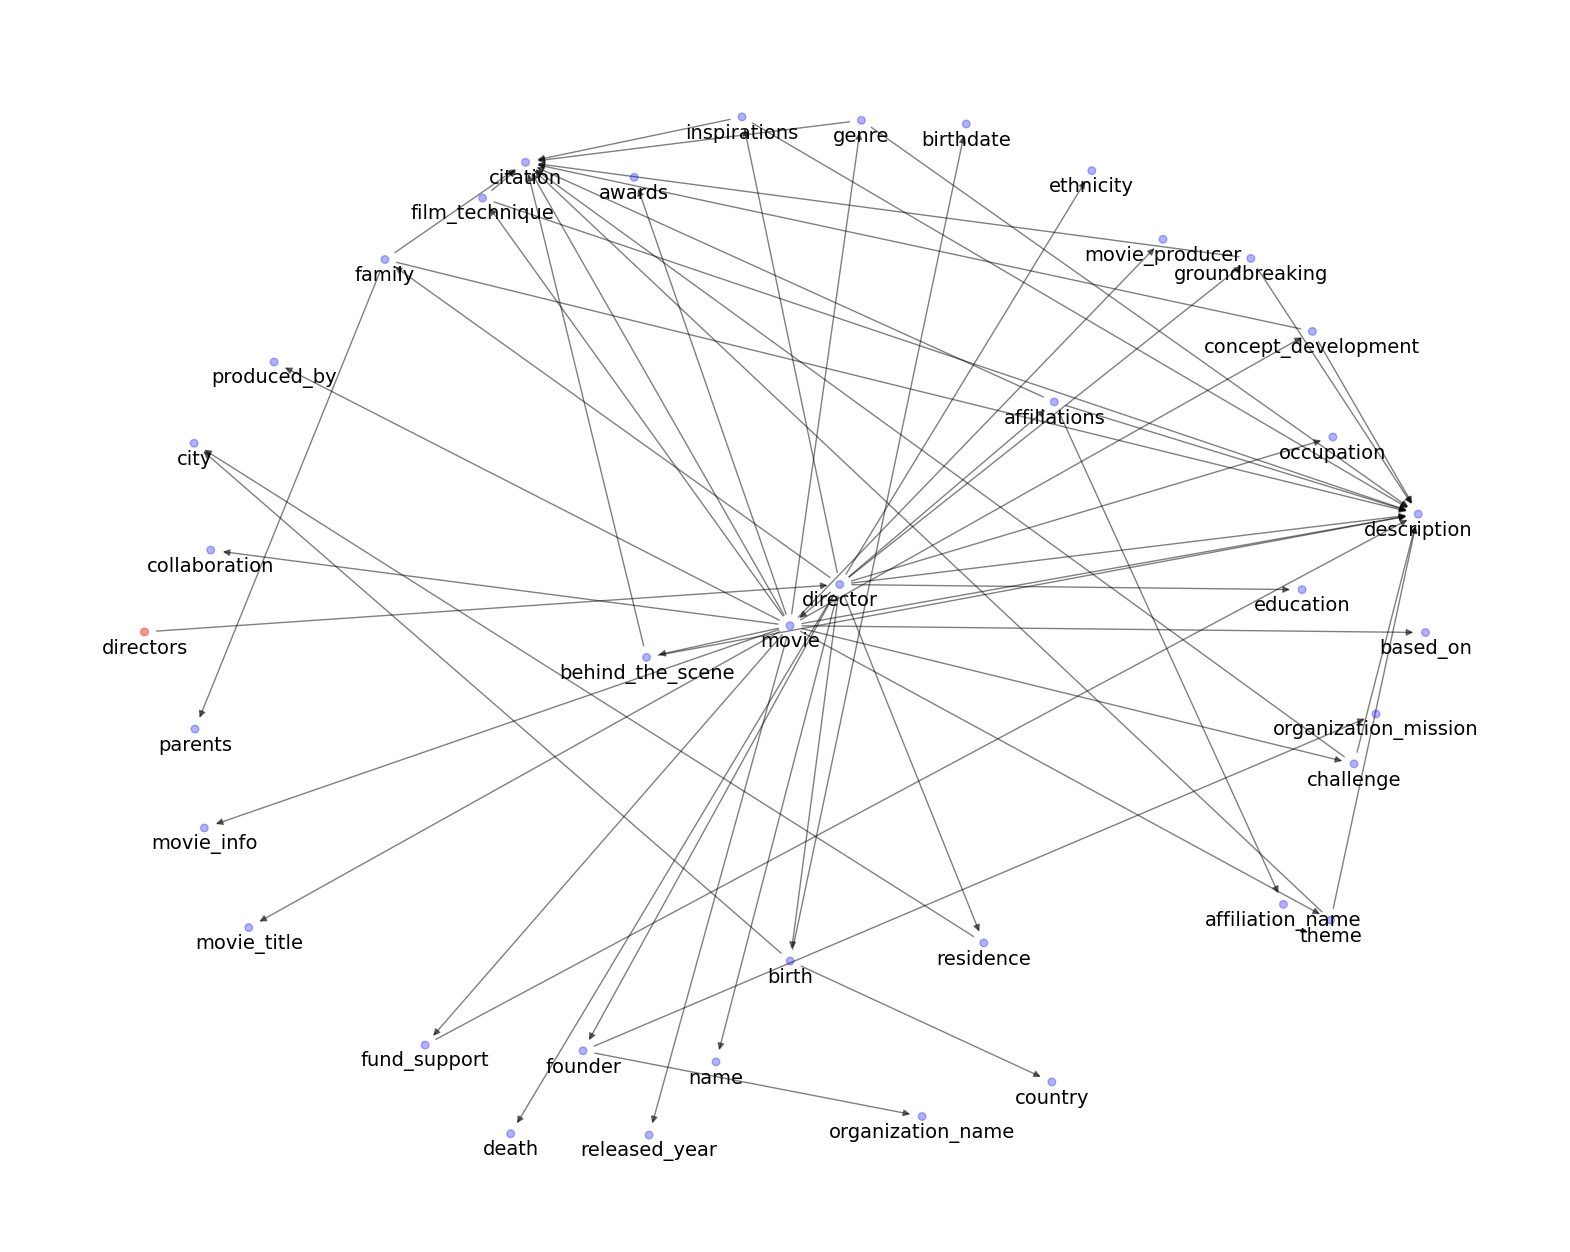 inspirations
genre
birthdate
citation
awards
ethnicity
film_technique
movie_producer
family
groundbreaking
concept_development
produced_by
affiliations
city
occupation
description
collaboration
director
education
directors
movie
based_on
behind_the_scene
organization_mission
parents
challenge
movie_info
affiliation_name
theme
movie_title
residence
birth
fund_support
founder
name
country
organization_name
death
released_year